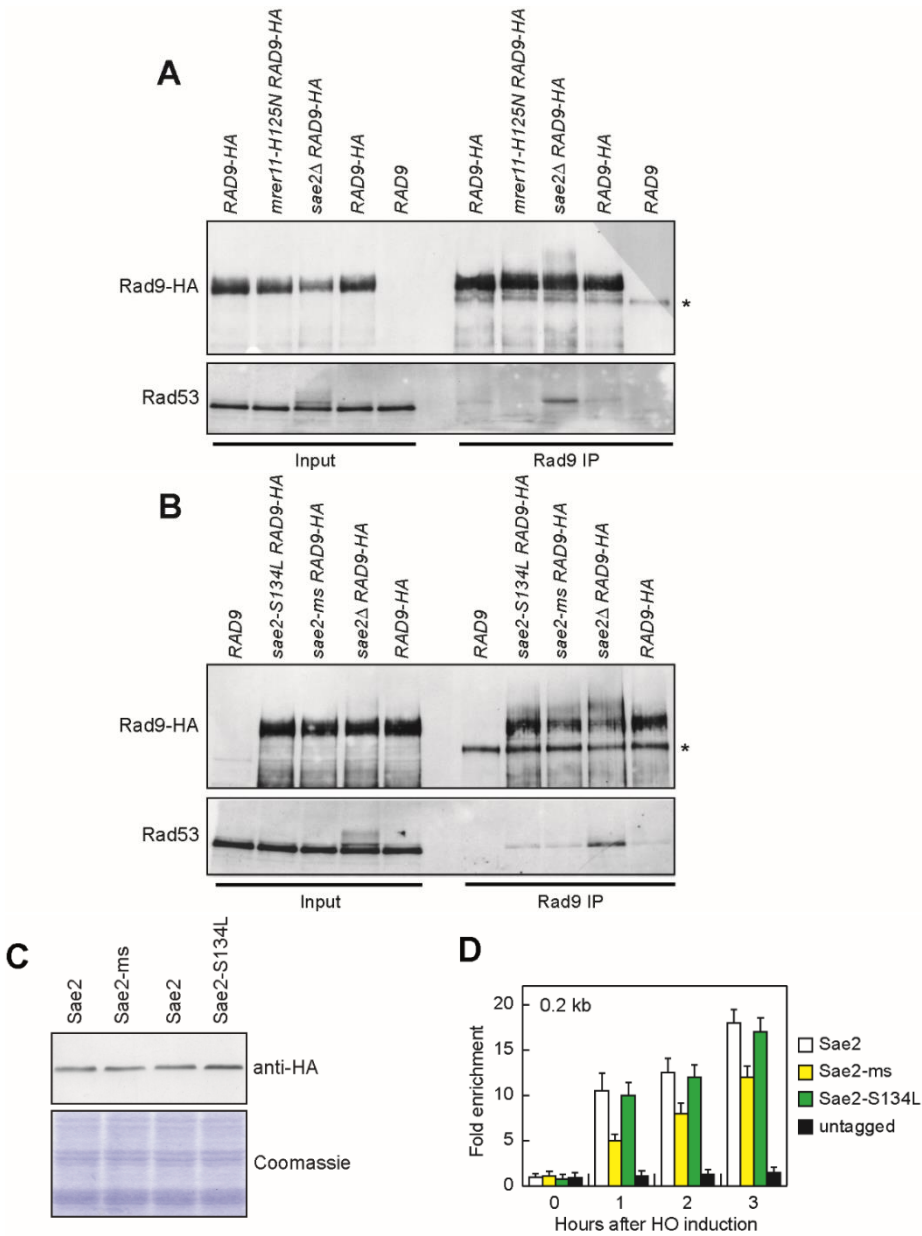 A
RAD9-HA
mrer11-H125N RAD9-HA
sae2Δ RAD9-HA
RAD9-HA
RAD9
RAD9-HA
mrer11-H125N RAD9-HA
sae2Δ RAD9-HA
RAD9-HA
RAD9
Rad9-HA
*
Rad53
Input
Rad9 IP
B
RAD9
sae2-S134L RAD9-HA
sae2-ms RAD9-HA
sae2Δ RAD9-HA
RAD9-HA
RAD9
sae2-S134L RAD9-HA
sae2-ms RAD9-HA
sae2Δ RAD9-HA
RAD9-HA
Rad9-HA
*
Rad53
Input
Rad9 IP
C
Sae2
Sae2-ms
Sae2
Sae2-S134L
anti-HA
Coomassie
D
Fold enrichment
20
15
10
5
0
0.2 kb
Sae2
Sae2-ms
Sae2-S134L
untagged
0 1 2 3
Hours after HO induction